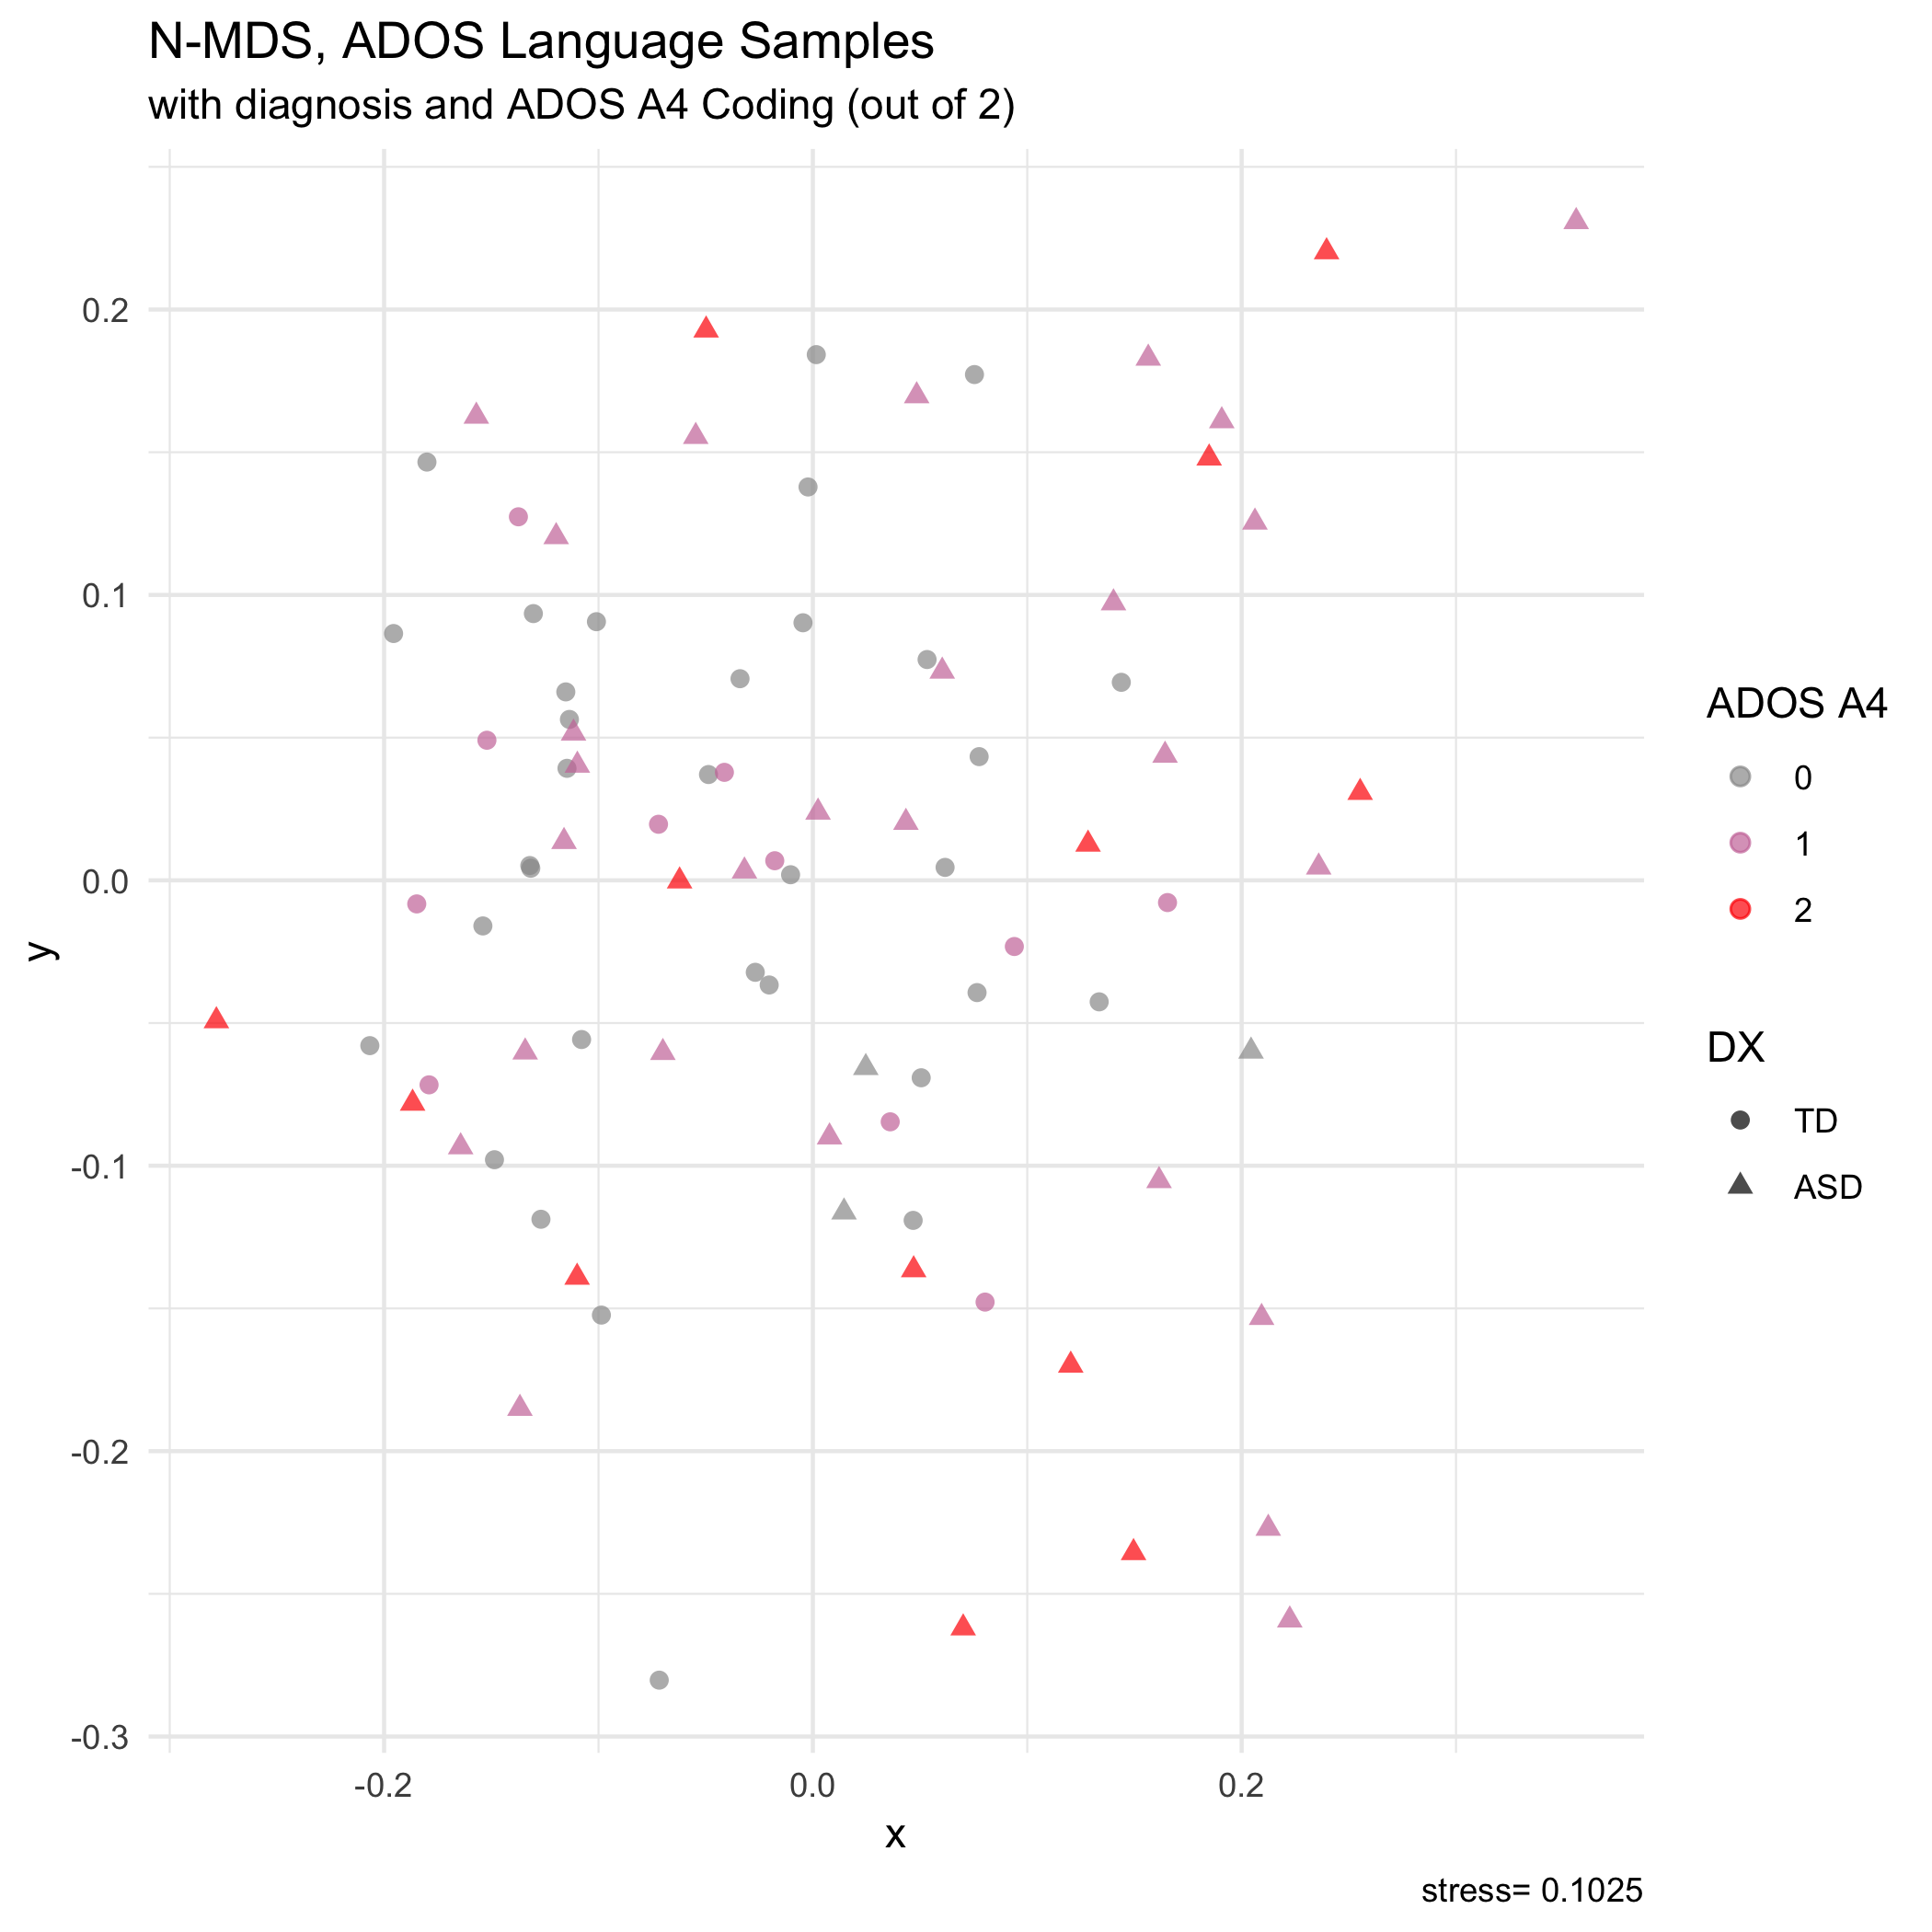 N-MDS, ADOS Language Samples
with diagnosis and ADOS A4 Coding (out of 2)
0.2
0.1
0.0
-0.1
-0.2
-0.3
y
-0.2
0.0
0.2
x
ADOS A4
0
1
2
DX
TD
ASD
stress= 0.1025